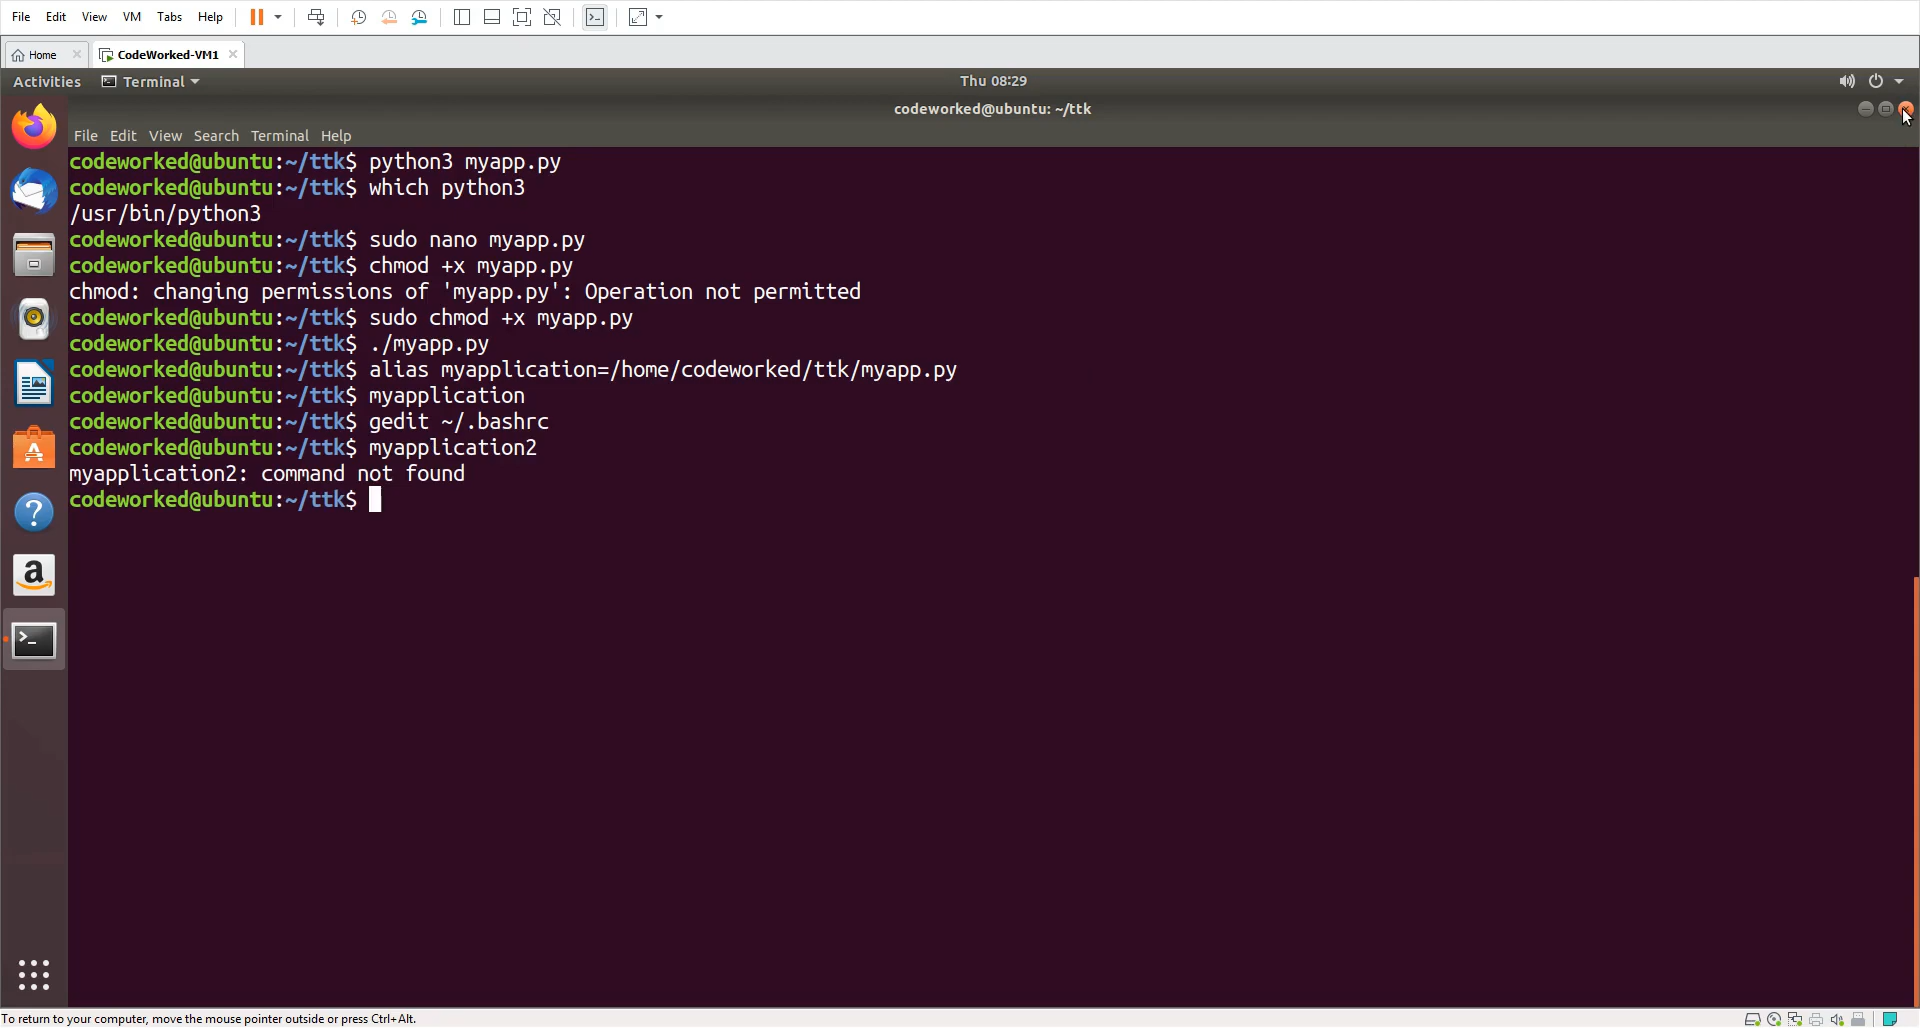 File Edit View VM Tabs Help
Home CodeWorked-VM1
Activities Terminal Thu 08:29
codeworked@ubuntu: ~/ttk
File Edit View Search Terminal Help
codeworked@ubuntu:~/ttk$ python3 myapp.py
codeworked@ubuntu:~/ttk$ which python3
/usr/bin/python3
codeworked@ubuntu:~/ttk$ sudo nano myapp.py
codeworked@ubuntu:~/ttk$ chmod +x myapp.py
chmod: changing permissions of 'myapp.py': Operation not permitted
codeworked@ubuntu:~/ttk$ sudo chmod +x myapp.py
codeworked@ubuntu:~/ttk$ ./myapp.py
codeworked@ubuntu:~/ttk$ alias myapplication=/home/codeworked/ttk/myapp.py
codeworked@ubuntu:~/ttk$ myapplication
codeworked@ubuntu:~/ttk$ gedit ~/.bashrc
codeworked@ubuntu:~/ttk$ myapplication2
myapplication2: command not found
codeworked@ubuntu:~/ttk$
To return to your computer, move the mouse pointer outside or press Ctrl+Alt.